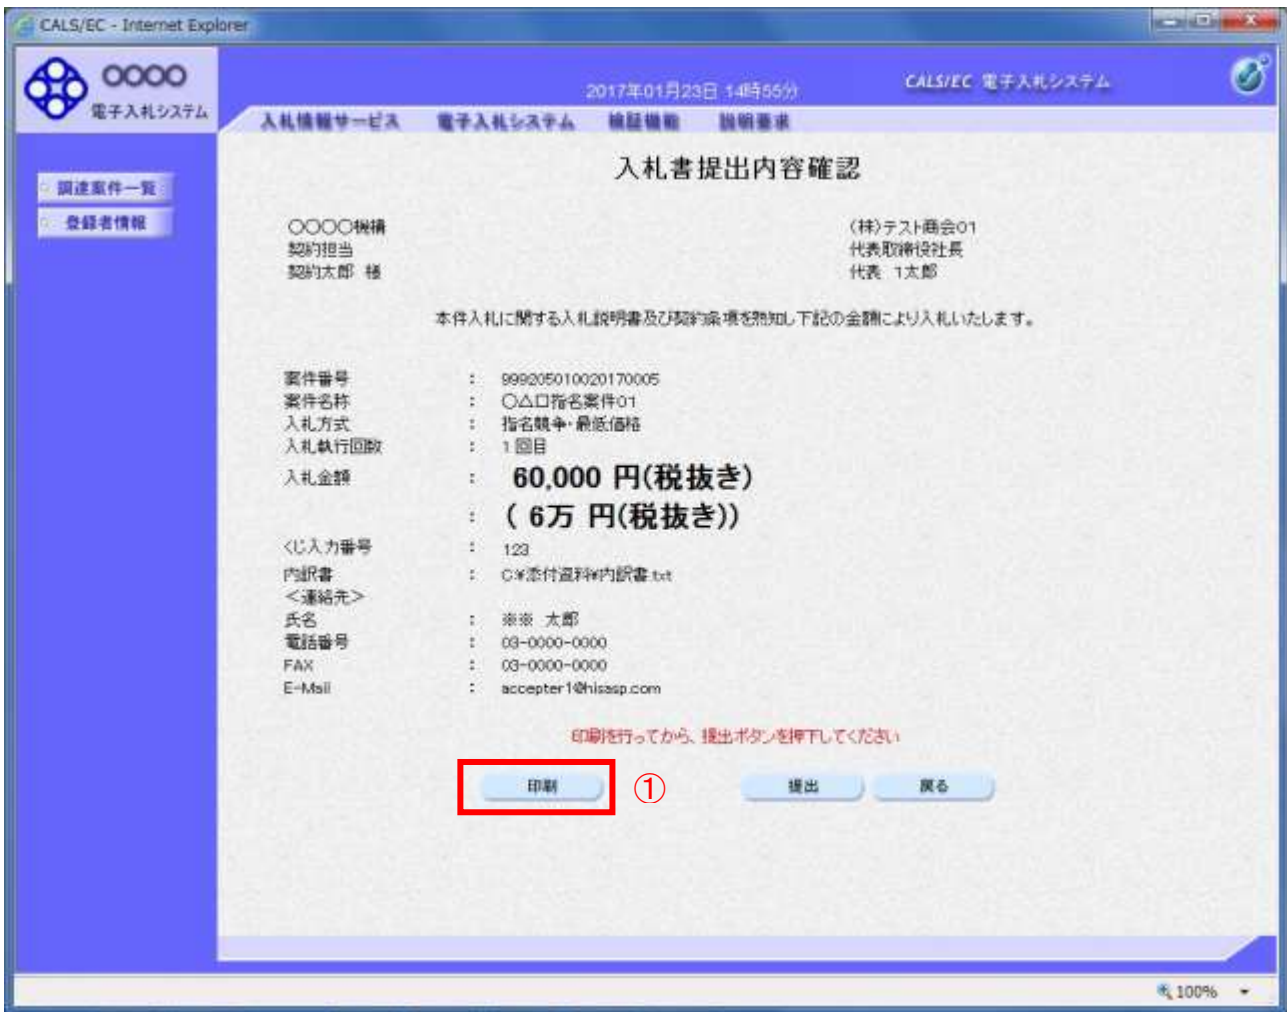 CALS/EC - Internet Explorer
○○○○
電子入札システム
2017年01月23日 14時55分
CALS/EC 電子入札システム
入札情報サービス 電子入札システム 検証機能 説明要求
調達案件一覧
登録者情報
入札書提出内容確認
○○○○機構
契約担当
契約太郎 様
(株)テスト商会01
代表取締役社長
代表 1太郎
本件入札に関する入札説明書及び契約条項を熟知し下記の金額により入札いたします。
案件番号 : 999205010020170005
案件名称 : ○△口指名案件01
入札方式 : 指名競争・最低価格
入札執行回数 : 1回目
入札金額 : 60,000 円(税抜き)
: ( 6万 円(税抜き))
くじ入力番号 : 123
内訳書 : C:¥添付資料¥内訳書.txt
<連絡先>
氏名 : ※※ 太郎
電話番号 : 03-0000-0000
FAX : 03-0000-0000
E-Mail : accepter1@hisasp.com
印刷を行ってから、提出ボタンを押下してください
印刷 ① 提出 戻る
100%